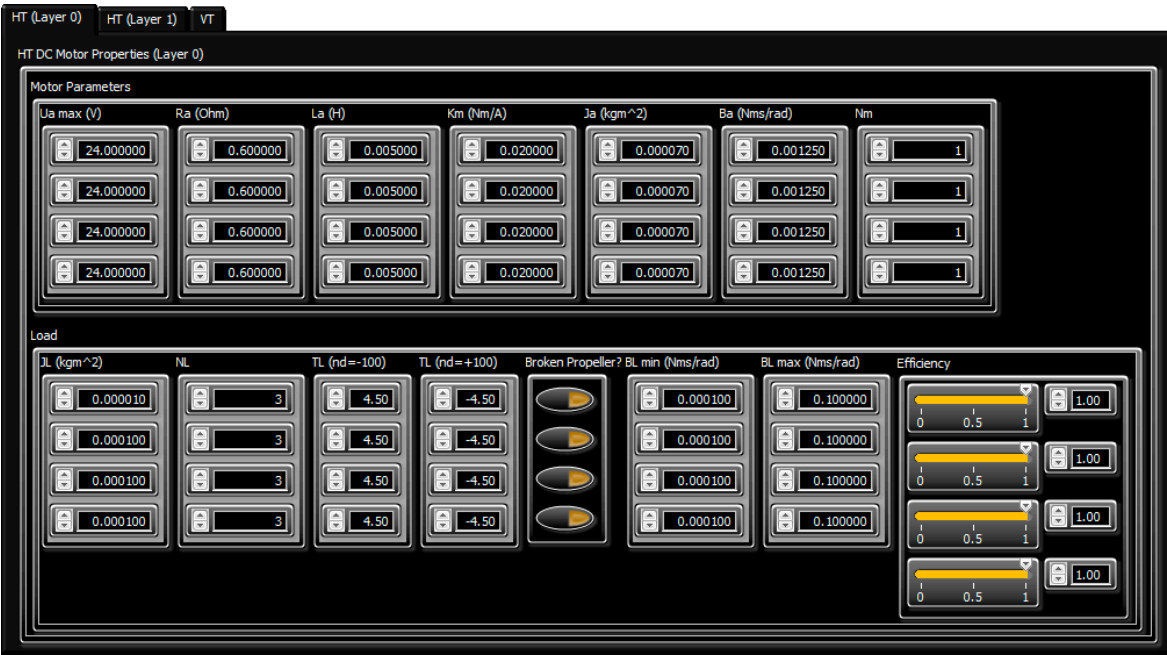 HT (Layer 0) HT (Layer 1) VT
HT DC Motor Properties (Layer 0)
Motor Parameters
Ua max (V) Ra (Ohm) La (H) Km (Nm/A) Ja (kgm^2) Ba (Nms/rad) Nm
24.000000 0.600000 0.005000 0.020000 0.000070 0.001250 1
24.000000 0.600000 0.005000 0.020000 0.000070 0.001250 1
24.000000 0.600000 0.005000 0.020000 0.000070 0.001250 1
24.000000 0.600000 0.005000 0.020000 0.000070 0.001250 1
Load
JL (kgm^2) NL TL (nd=-100) TL (nd=+100) Broken Propeller? BL min (Nms/rad) BL max (Nms/rad) Efficiency
0.000010 3 4.50 -4.50 0.000100 0.100000 1.00
0 0.5 1
0.000100 3 4.50 -4.50 0.000100 0.100000 1.00
0 0.5 1
0.000100 3 4.50 -4.50 0.000100 0.100000 1.00
0 0.5 1
0.000100 3 4.50 -4.50 0.000100 0.100000 1.00
0 0.5 1